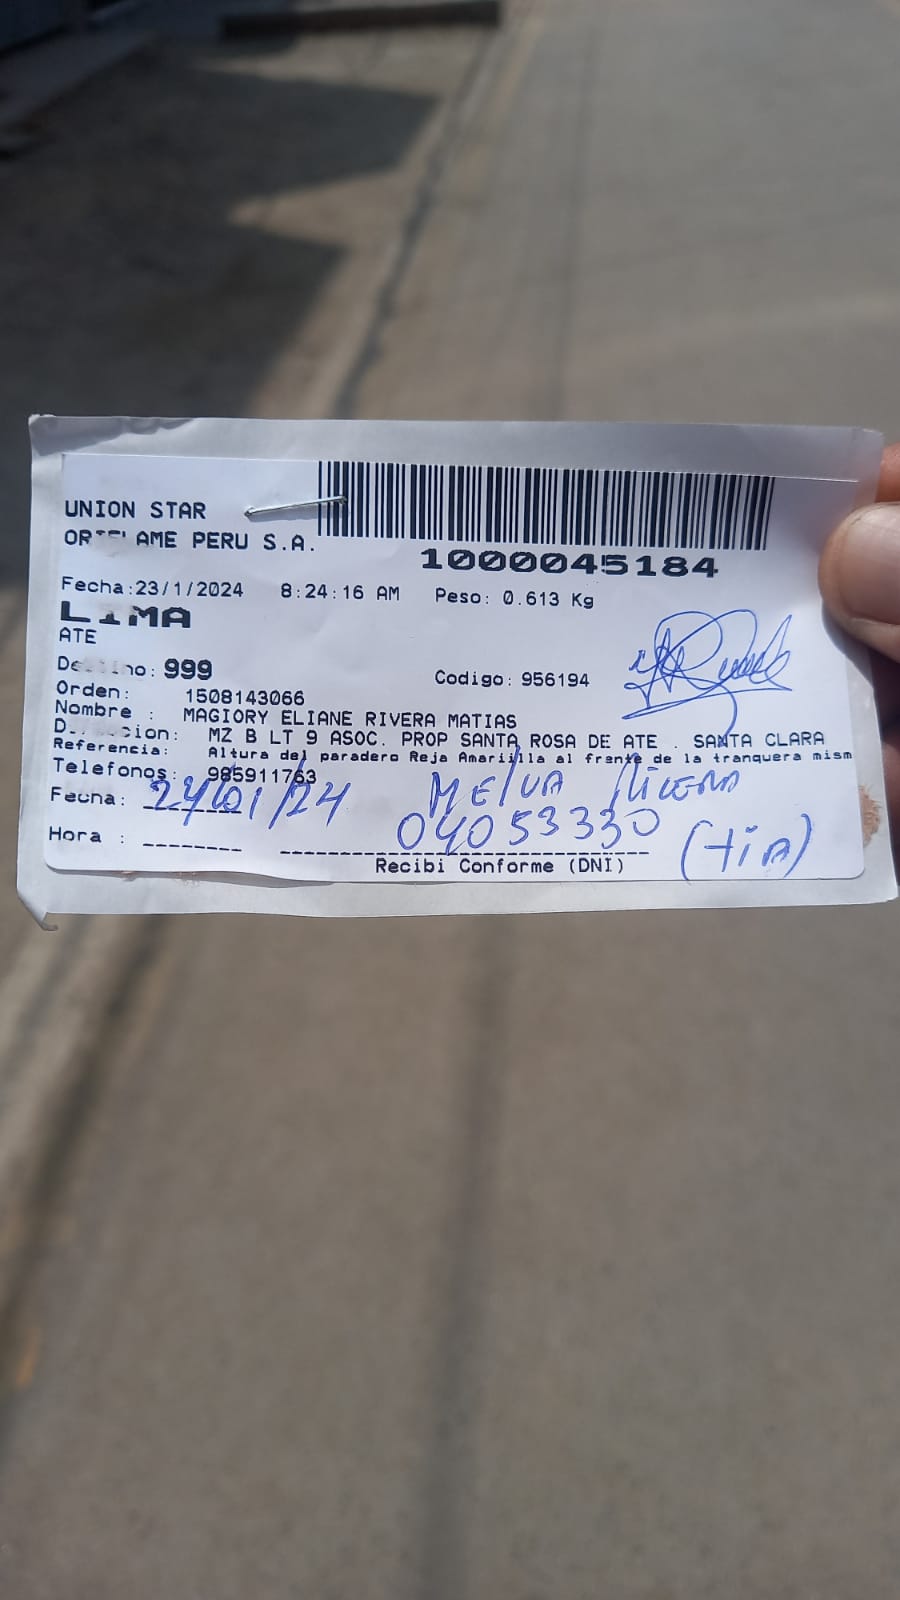 UNION STAR
ORIFLAME PERU S.A.
1000045184
Fecha:23/1/2024 8:24:16 AM Peso: 0.613 Kg
LIMA
ATE
Destino: 999 Codigo: 956194
Orden: 1508143066
Nombre : MAGIORY ELIANE RIVERA MATIAS
Direccion: MZ B LT 9 ASOC. PROP SANTA ROSA DE ATE . SANTA CLARA
Referencia: Altura del paradero Reja Amariilla al frente de la tranquera mism
Telefonos: 985911763
Fecha: 24/01/24 Melva Rivera
04053330
Hora : (tia)
Recibi Conforme (DNI)